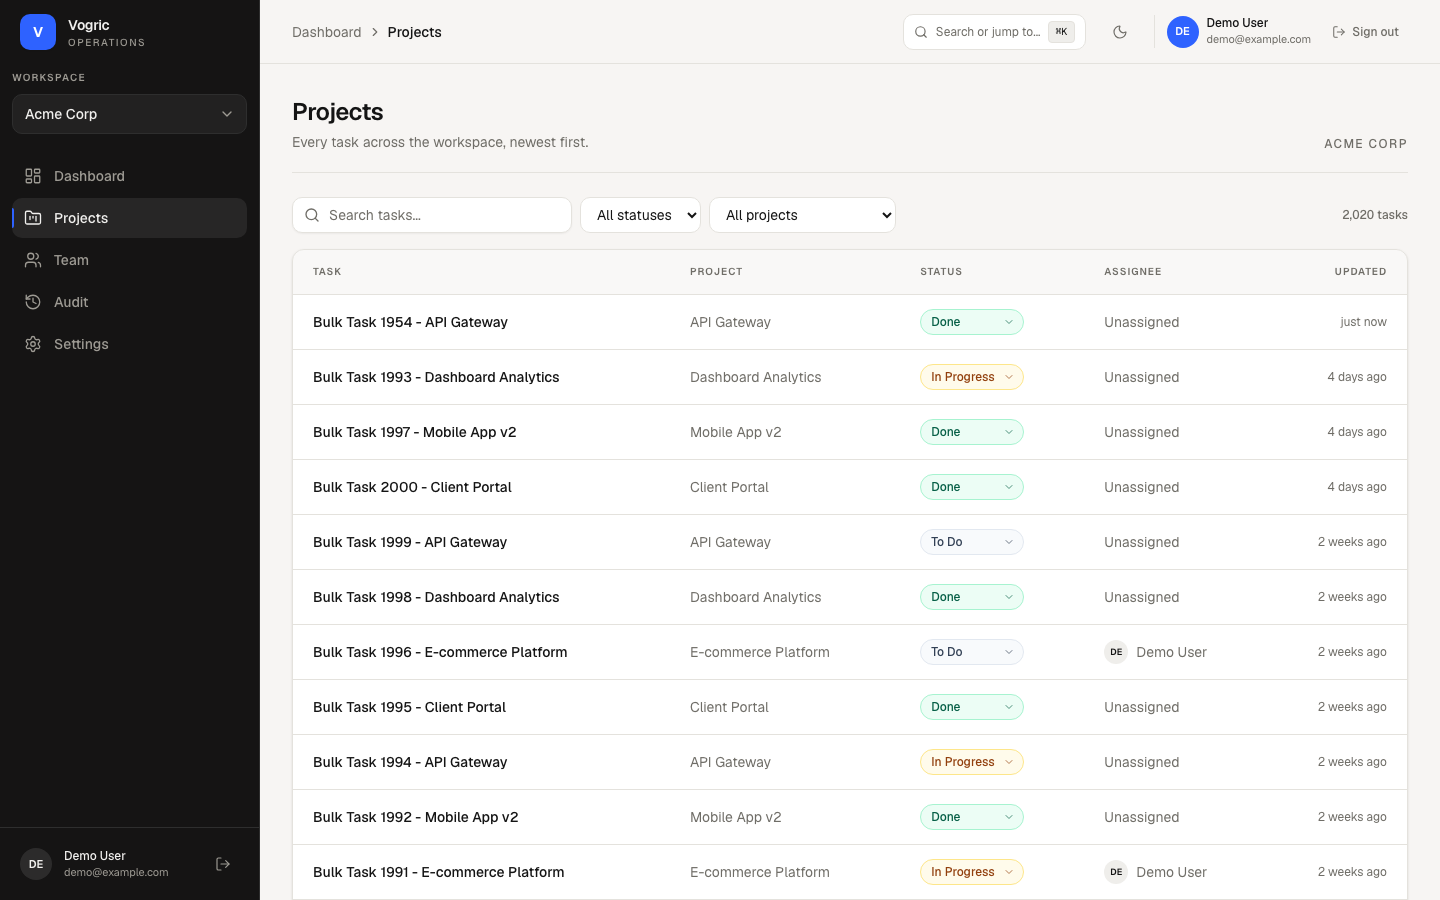 V
Vogric
OPERATIONS
WORKSPACE
Acme Corp
Dashboard
Projects
Team
Audit
Settings
DE
Demo User
demo@example.com
Dashboard > Projects
Search or jump to...
⌘K
DE
Demo User
demo@example.com
Sign out
Projects
Every task across the workspace, newest first.
ACME CORP
Search tasks...
All statuses
All projects
2,020 tasks
TASK PROJECT STATUS ASSIGNEE UPDATED
Bulk Task 1954 - API Gateway API Gateway Done Unassigned just now
Bulk Task 1993 - Dashboard Analytics Dashboard Analytics In Progress Unassigned 4 days ago
Bulk Task 1997 - Mobile App v2 Mobile App v2 Done Unassigned 4 days ago
Bulk Task 2000 - Client Portal Client Portal Done Unassigned 4 days ago
Bulk Task 1999 - API Gateway API Gateway To Do Unassigned 2 weeks ago
Bulk Task 1998 - Dashboard Analytics Dashboard Analytics Done Unassigned 2 weeks ago
Bulk Task 1996 - E-commerce Platform E-commerce Platform To Do DE Demo User 2 weeks ago
Bulk Task 1995 - Client Portal Client Portal Done Unassigned 2 weeks ago
Bulk Task 1994 - API Gateway API Gateway In Progress Unassigned 2 weeks ago
Bulk Task 1992 - Mobile App v2 Mobile App v2 Done Unassigned 2 weeks ago
Bulk Task 1991 - E-commerce Platform E-commerce Platform In Progress DE Demo User 2 weeks ago